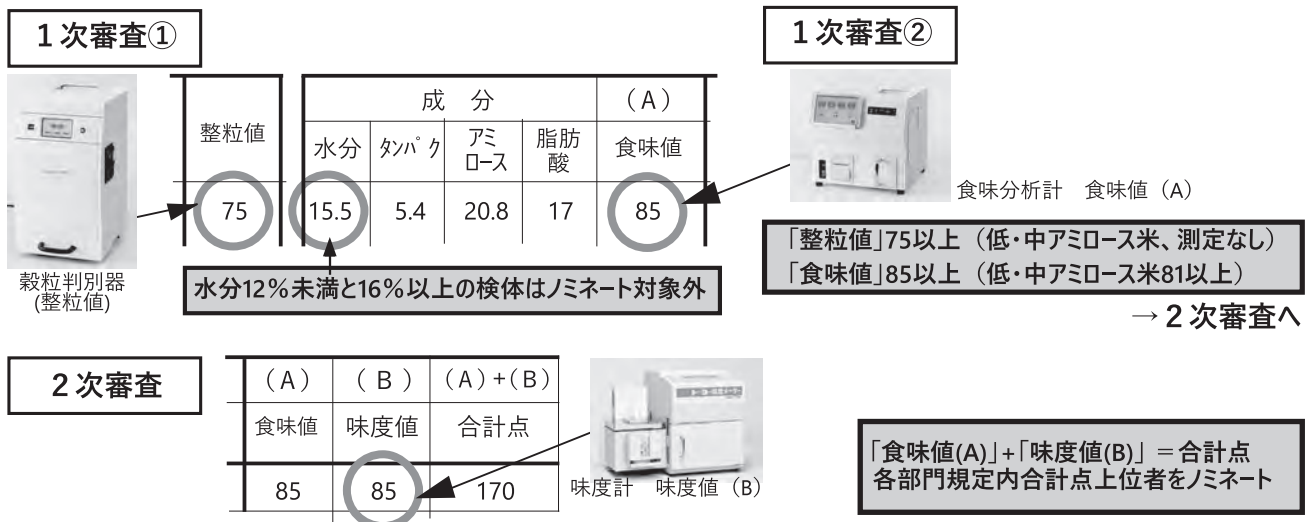 1次審査①
1次審査②
整粒値
成 分
(A)
水分
タンパク
アミ
ロース
脂肪
酸
食味値
75
15.5
5.4
20.8
17
85
穀粒判別器
(整粒値)
食味分析計 食味値(A)
水分12%未満と16%以上の検体はノミネート対象外
「整粒値」75以上(低・中アミロース米、測定なし)
「食味値」85以上(低・中アミロース米81以上)
→2次審査へ
2次審査
(A)
(B)
(A)+(B)
食味値
味度値
合計点
85
85
170
味度計 味度値(B)
「食味値(A)」+「味度値(B)」=合計点
各部門規定内合計点上位者をノミネート